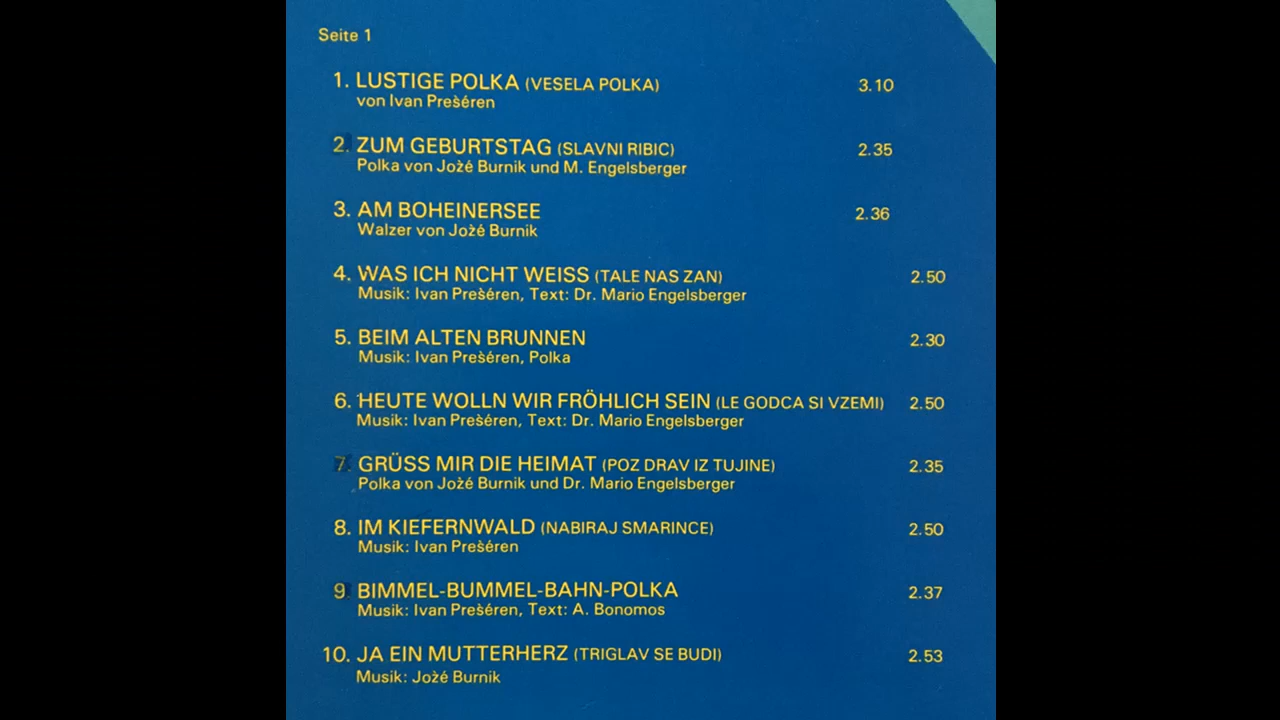 Seite 1
1. LUSTIGE POLKA (VESELA POLKA) 3.10
von Ivan Prešéren
2. ZUM GEBURTSTAG (SLAVNI RIBIC) 2.35
Polka von Jožé Burnik und M. Engelsberger
3. AM BOHEINERSEE 2.36
Walzer von Jožé Burnik
4. WAS ICH NICHT WEISS (TALE NAS ZAN) 2.50
Musik: Ivan Prešéren, Text: Dr. Mario Engelsberger
5. BEIM ALTEN BRUNNEN 2.30
Musik: Ivan Prešéren, Polka
6. HEUTE WOLLN WIR FRÖHLICH SEIN (LE GODCA SI VZEMI) 2.50
Musik: Ivan Prešéren, Text: Dr. Mario Engelsberger
7. GRÜSS MIR DIE HEIMAT (POZ DRAV IZ TUJINE) 2.35
Polka von Jožé Burnik und Dr. Mario Engelsberger
8. IM KIEFERNWALD (NABIRAJ SMARINCE) 2.50
Musik: Ivan Prešéren
9. BIMMEL-BUMMEL-BAHN-POLKA 2.37
Musik: Ivan Prešéren, Text: A. Bonomos
10. JA EIN MUTTERHERZ (TRIGLAV SE BUDI) 2.53
Musik: Jožé Burnik